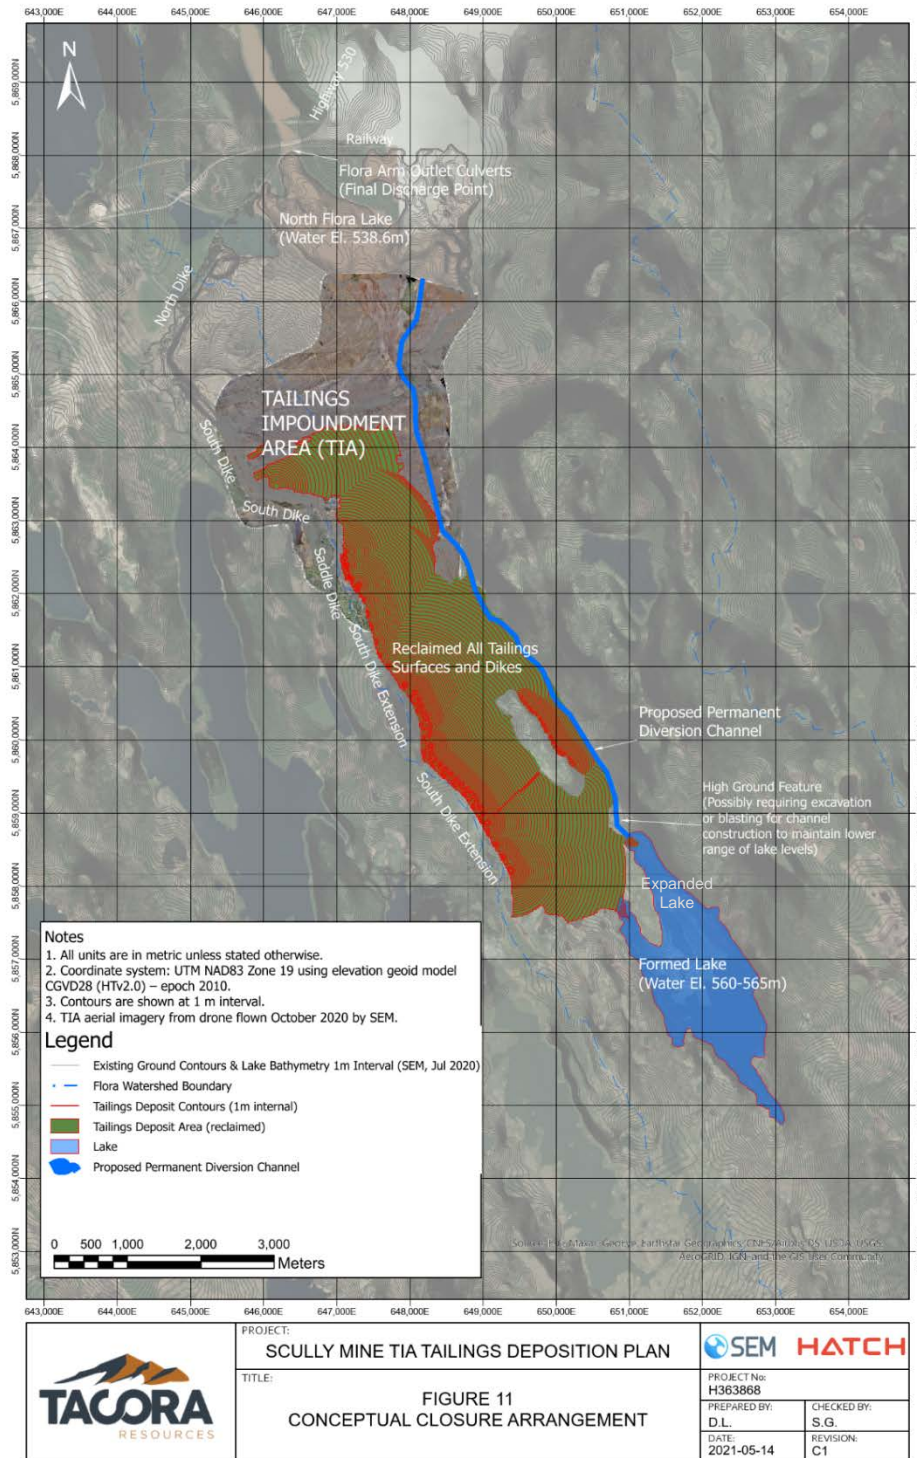 643,000E 644,000E 645,000E 646,000E 647,000E 648,000E 649,000E 650,000E 651,000E 652,000E 653,000E 654,000E
5,869,000N
5,868,000N
5,867,000N
5,866,000N
5,865,000N
5,864,000N
5,863,000N
5,862,000N
5,861,000N
5,860,000N
5,859,000N
5,858,000N
5,857,000N
5,856,000N
5,855,000N
5,854,000N
5,853,000N
N
Highway 530
Railway
Flora Arm Outlet Culverts
(Final Discharge Point)
North Flora Lake
(Water El. 538.6m)
North Dike
TAILINGS
IMPOUNDMENT
AREA (TIA)
South Dike
South Dike
Saddle Dike
South Dike Extension
Reclaimed All Tailings
Surfaces and Dikes
Proposed Permanent
Diversion Channel
South Dike Extension
High Ground Feature
(Possibly requiring excavation
or blasting for channel
construction to maintain lower
range of lake levels)
Expanded
Lake
Formed Lake
(Water El. 560-565m)
Notes
1. All units are in metric unless stated otherwise.
2. Coordinate system: UTM NAD83 Zone 19 using elevation geoid model
CGVD28 (HTv2.0) – epoch 2010.
3. Contours are shown at 1 m interval.
4. TIA aerial imagery from drone flown October 2020 by SEM.
Legend
Existing Ground Contours & Lake Bathymetry 1m Interval (SEM, Jul 2020)
Flora Watershed Boundary
Tailings Deposit Contours (1m internal)
Tailings Deposit Area (reclaimed)
Lake
Proposed Permanent Diversion Channel
0 500 1,000 2,000 3,000
Meters
AeroGRID, IGN, and the GIS User Community
643,000E 644,000E 645,000E 646,000E 647,000E 648,000E 649,000E 650,000E 651,000E 652,000E 653,000E 654,000E
TACORA
RESOURCES
PROJECT:
SCULLY MINE TIA TAILINGS DEPOSITION PLAN
TITLE:
FIGURE 11
CONCEPTUAL CLOSURE ARRANGEMENT
SEM HATCH
PROJECT No:
H363868
PREPARED BY: CHECKED BY:
D.L. S.G.
DATE: REVISION:
2021-05-14 C1